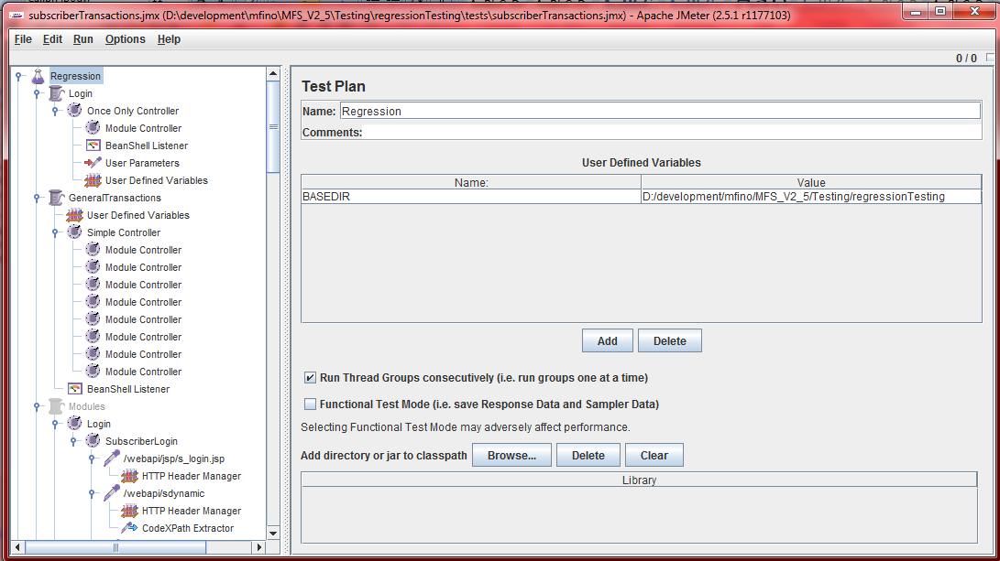 subscriberTransactions.jmx (D:\development\mfino\MFS_V2_5\Testing\regressionTesting\tests\subscriberTransactions.jmx) - Apache JMeter (2.5.1 r1177103)
File Edit Run Options Help
0 / 0
Regression
Login
Once Only Controller
Module Controller
BeanShell Listener
User Parameters
User Defined Variables
GeneralTransactions
User Defined Variables
Simple Controller
Module Controller
Module Controller
Module Controller
Module Controller
Module Controller
Module Controller
Module Controller
Module Controller
BeanShell Listener
Modules
Login
SubscriberLogin
/webapi/jsp/s_login.jsp
HTTP Header Manager
/webapi/sdynamic
HTTP Header Manager
CodeXPath Extractor
Test Plan
Name: Regression
Comments:
User Defined Variables
Name: Value
BASEDIR D:/development/mfino/MFS_V2_5/Testing/regressionTesting
Add Delete
Run Thread Groups consecutively (i.e. run groups one at a time)
Functional Test Mode (i.e. save Response Data and Sampler Data)
Selecting Functional Test Mode may adversely affect performance.
Add directory or jar to classpath Browse... Delete Clear
Library